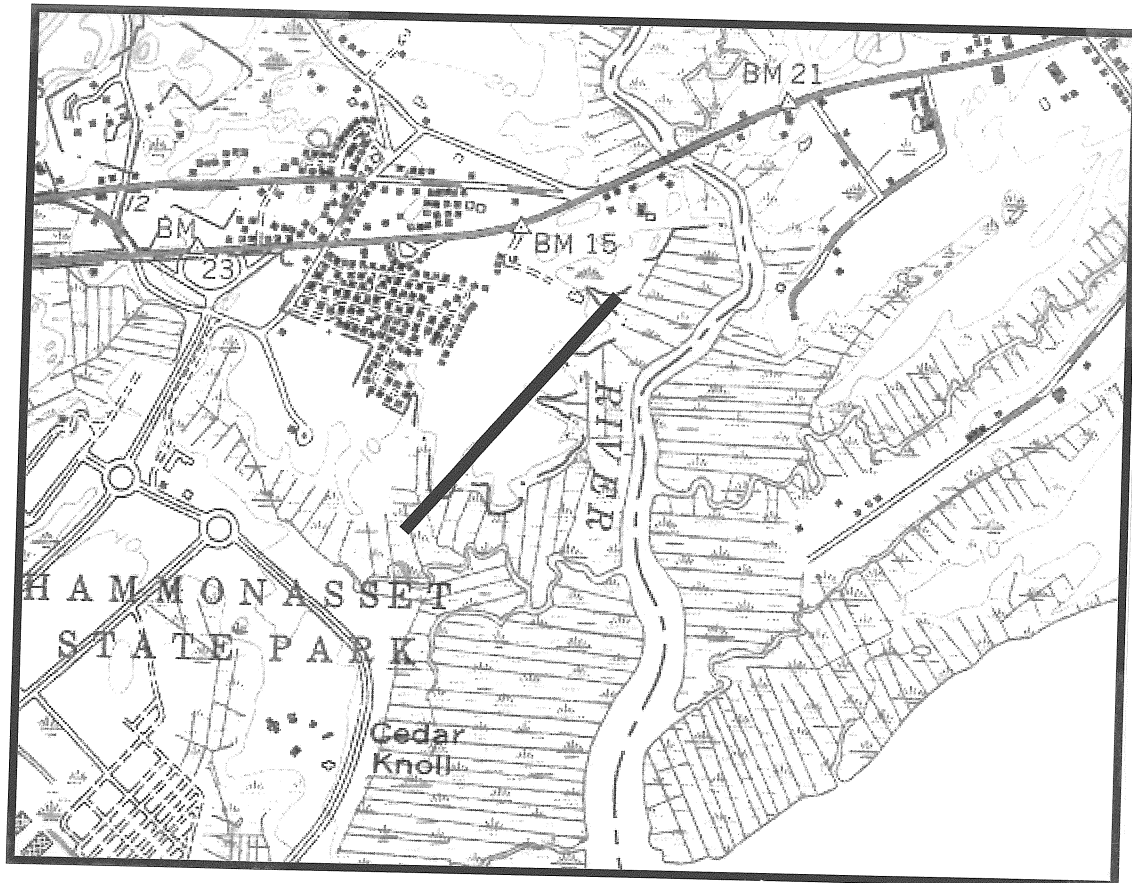 BM 21
12
BM
23
BM 15
RIVER
HAMMONASSET
STATE PARK
Cedar
Knoll